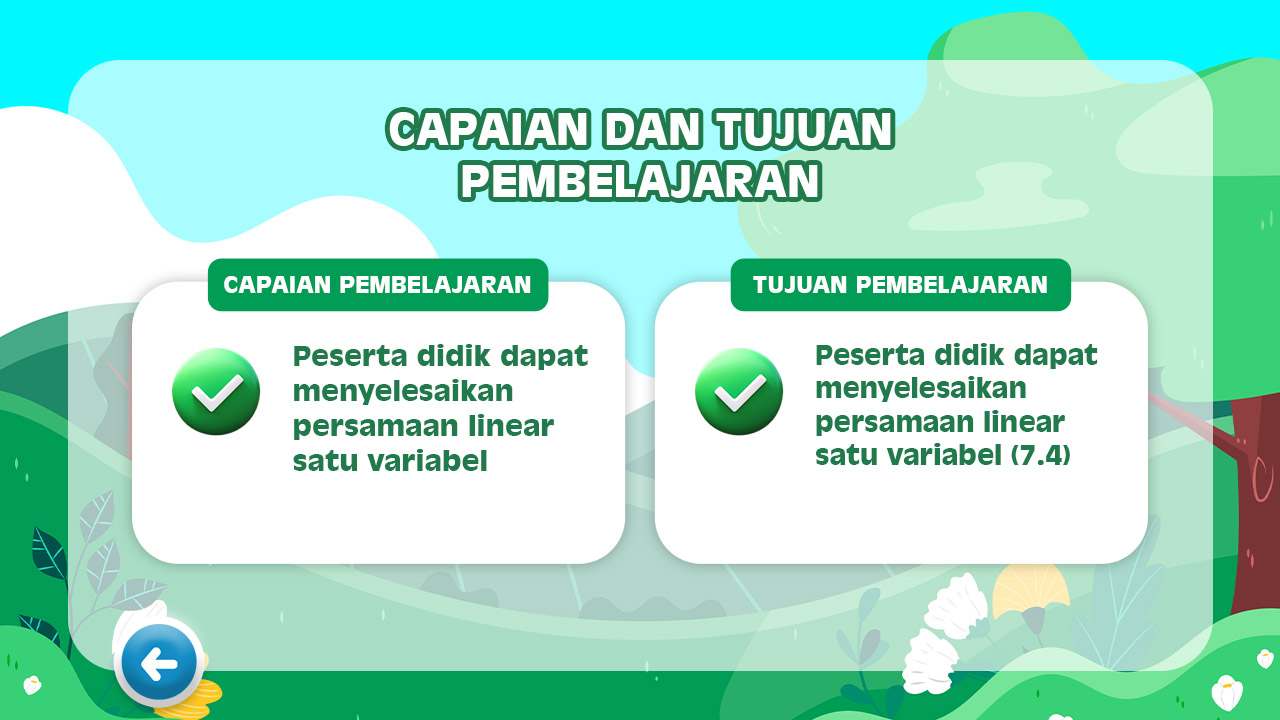 CAPAIAN DAN TUJUAN
PEMBELAJARAN
CAPAIAN PEMBELAJARAN
Peserta didik dapat
menyelesaikan
persamaan linear
satu variabel
TUJUAN PEMBELAJARAN
Peserta didik dapat
menyelesaikan
persamaan linear
satu variabel (7.4)